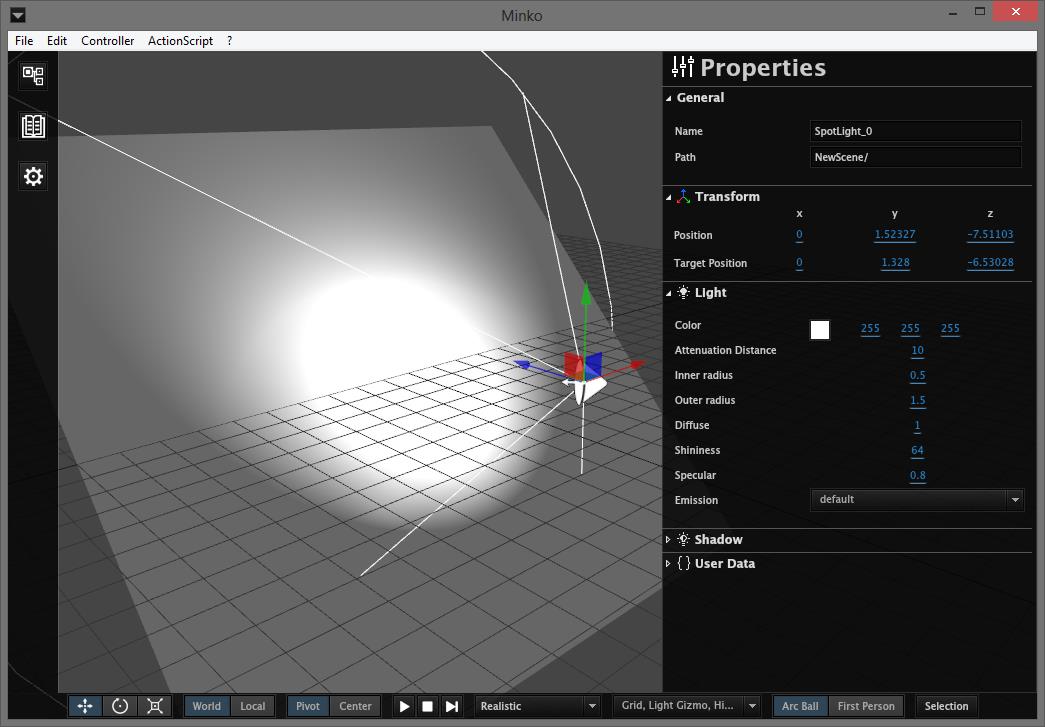 Minko
File Edit Controller ActionScript ?
Properties
General
Name SpotLight_0
Path NewScene/
Transform
x y z
Position 0 1.52327 -7.51103
Target Position 0 1.328 -6.53028
Light
Color 255 255 255
Attenuation Distance 10
Inner radius 0.5
Outer radius 1.5
Diffuse 1
Shininess 64
Specular 0.8
Emission default
Shadow
User Data
World Local Pivot Center Realistic Grid, Light Gizmo, Hi... Arc Ball First Person Selection